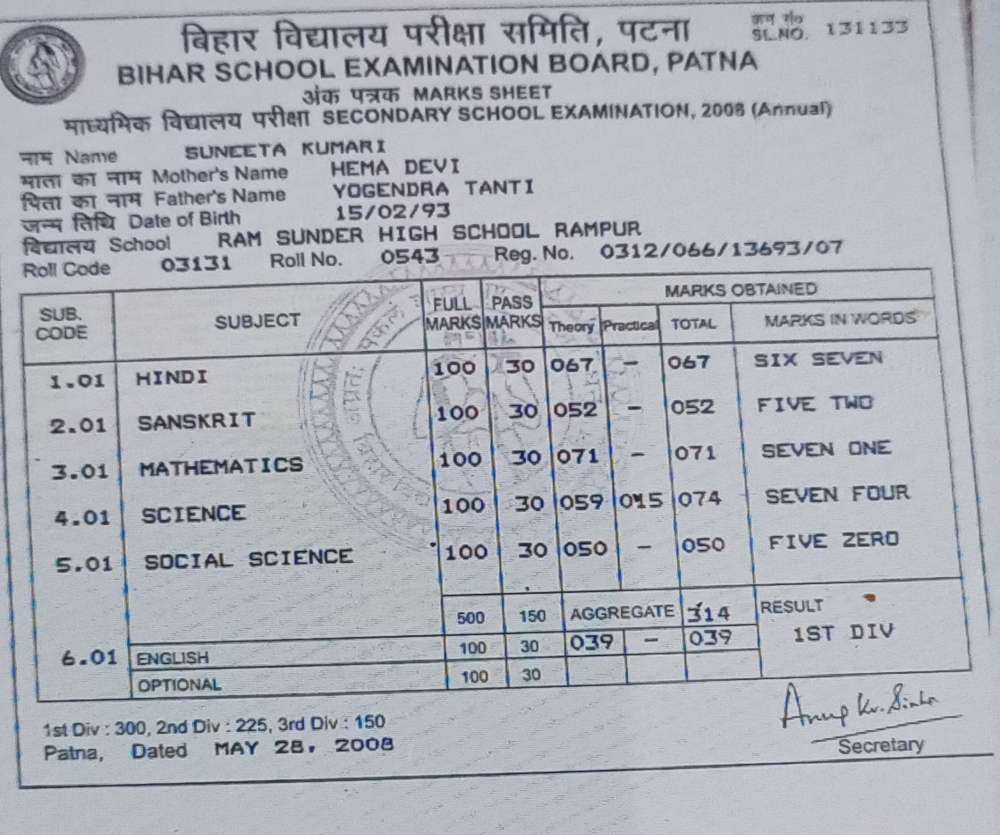 बिहार विद्यालय परीक्षा समिति, पटना
क्रम सं०
SL.NO. 131133
BIHAR SCHOOL EXAMINATION BOARD, PATNA
अंक पत्रक MARKS SHEET
माध्यमिक विद्यालय परीक्षा SECONDARY SCHOOL EXAMINATION, 2008 (Annual)
नाम Name SUNEETA KUMARI
माता का नाम Mother's Name HEMA DEVI
पिता का नाम Father's Name YOGENDRA TANTI
जन्म तिथि Date of Birth 15/02/93
विद्यालय School RAM SUNDER HIGH SCHOOL RAMPUR
Roll Code 03131 Roll No. 0543 Reg. No. 0312/066/13693/07
SUB. CODE SUBJECT FULL MARKS PASS MARKS MARKS OBTAINED
Theory Practical TOTAL MARKS IN WORDS
1.01 HINDI 100 30 067 - 067 SIX SEVEN
2.01 SANSKRIT 100 30 052 - 052 FIVE TWO
3.01 MATHEMATICS 100 30 071 - 071 SEVEN ONE
4.01 SCIENCE 100 30 059 015 074 SEVEN FOUR
5.01 SOCIAL SCIENCE 100 30 050 - 050 FIVE ZERO
500 150 AGGREGATE 314 RESULT
6.01 ENGLISH 100 30 039 - 039 1ST DIV
OPTIONAL 100 30
1st Div : 300, 2nd Div : 225, 3rd Div : 150
Patna, Dated MAY 28, 2008
Anup Kr. Sinha
Secretary